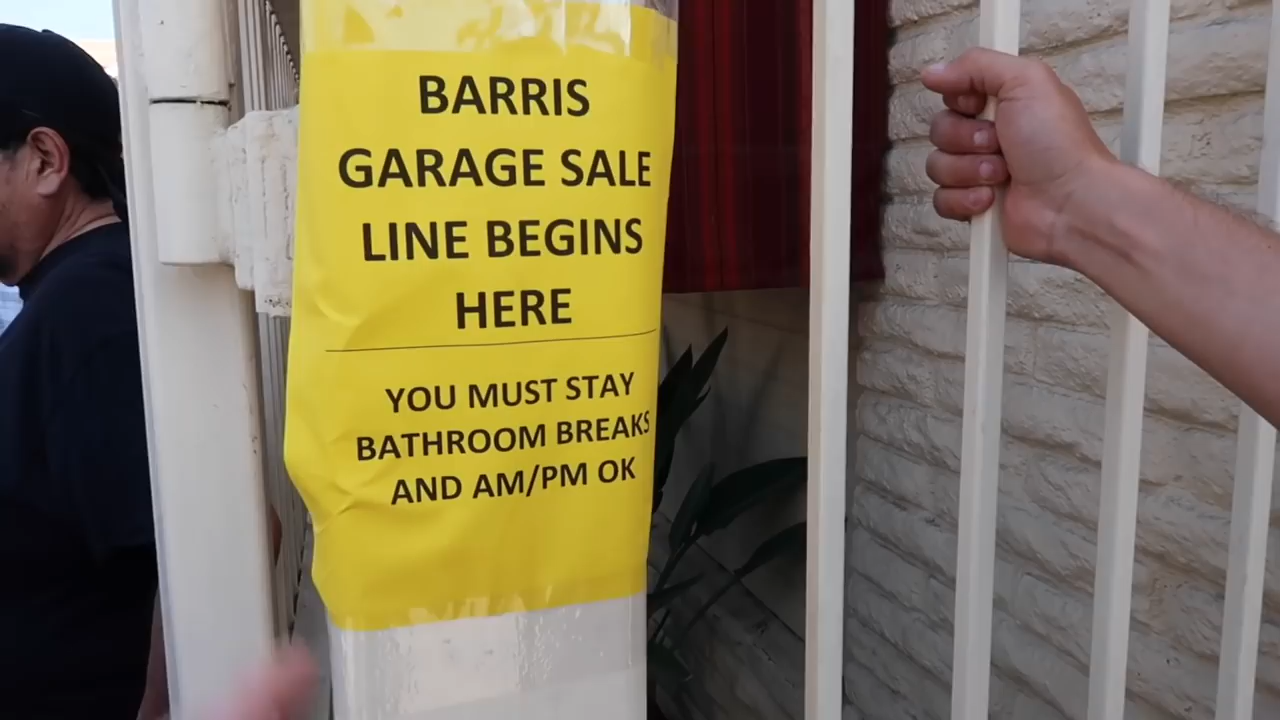 BARRIS
GARAGE SALE
LINE BEGINS
HERE
YOU MUST STAY
BATHROOM BREAKS
AND AM/PM OK